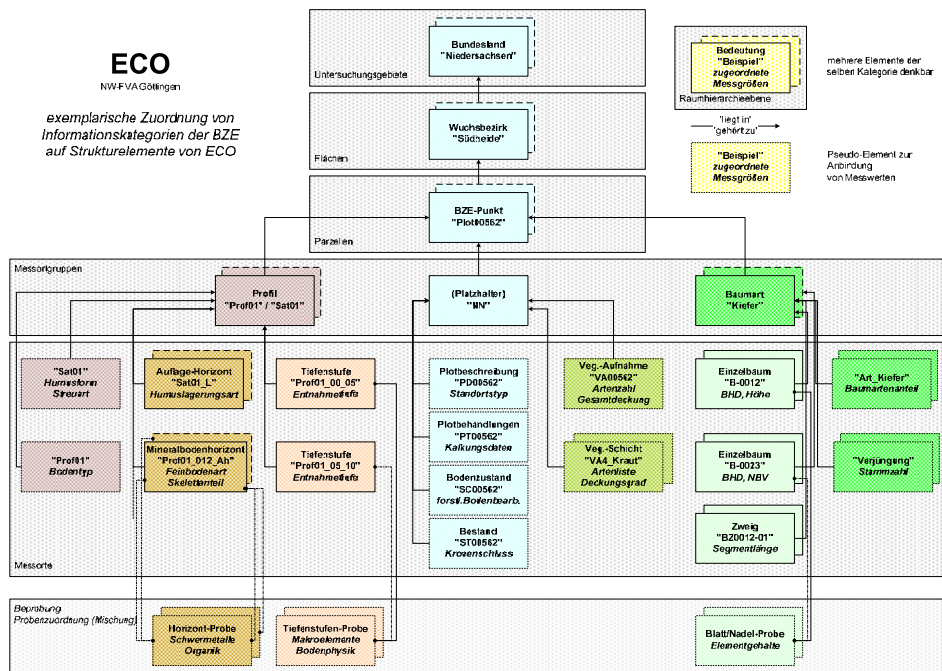 ECO
NW-FVA Göttingen
exemplarische Zuordnung von
Informationskategorien der BZE
auf Strukturelemente von ECO
Bundesland
"Niedersachsen"
Untersuchungsgebiete
Wuchsbezirk
"Südheide"
Flächen
BZE-Punkt
"Plot00562"
Parzellen
Bedeutung
"Beispiel"
zugeordnete
Messgrößen
Raumhierarchieebene
mehrere Elemente der
selben Kategorie denkbar
'liegt in'
'gehört zu'
"Beispiel"
zugeordnete
Messgrößen
Pseudo-Element zur
Anbindung
von Messwerten
Messortgruppen
Profil
"Prof01" / "Sat01"
(Platzhalter)
"NN"
Baumart
"Kiefer"
"Sat01"
Humusform
Streuart
Auflage-Horizont
"Sat01_L"
Humuslagerungsart
Tiefenstufe
"Prof01_00_05"
Entnahmetiefe
Plotbeschreibung
"PD00562"
Standortstyp
Veg.-Aufnahme
"VA00562"
Artenzahl
Gesamtdeckung
Einzelbaum
"B-0012"
BHD, Höhe
"Art_Kiefer"
Baumartenanteil
"Prof01"
Bodentyp
Mineralbodenhorizont
"Prof01_012_Ah"
Feinbodenart
Skelettanteil
Tiefenstufe
"Prof01_05_10"
Entnahmetiefe
Plotbehandlungen
"PT00562"
Kalkungsdaten
Veg.-Schicht
"VA4_Kraut"
Artenliste
Deckungsgrad
Einzelbaum
"B-0023"
BHD, NBV
"Verjüngung"
Stammzahl
Bodenzustand
"SC00562"
forstl.Bodenbearb.
Bestand
"ST00562"
Kronenschluss
Zweig
"BZ0012-01"
Segmentlänge
Messorte
Beprobung
Probenzuordnung (Mischung)
Horizont-Probe
Schwermetalle
Organik
Tiefenstufen-Probe
Makroelemente
Bodenphysik
Blatt/Nadel-Probe
Elementgehalte